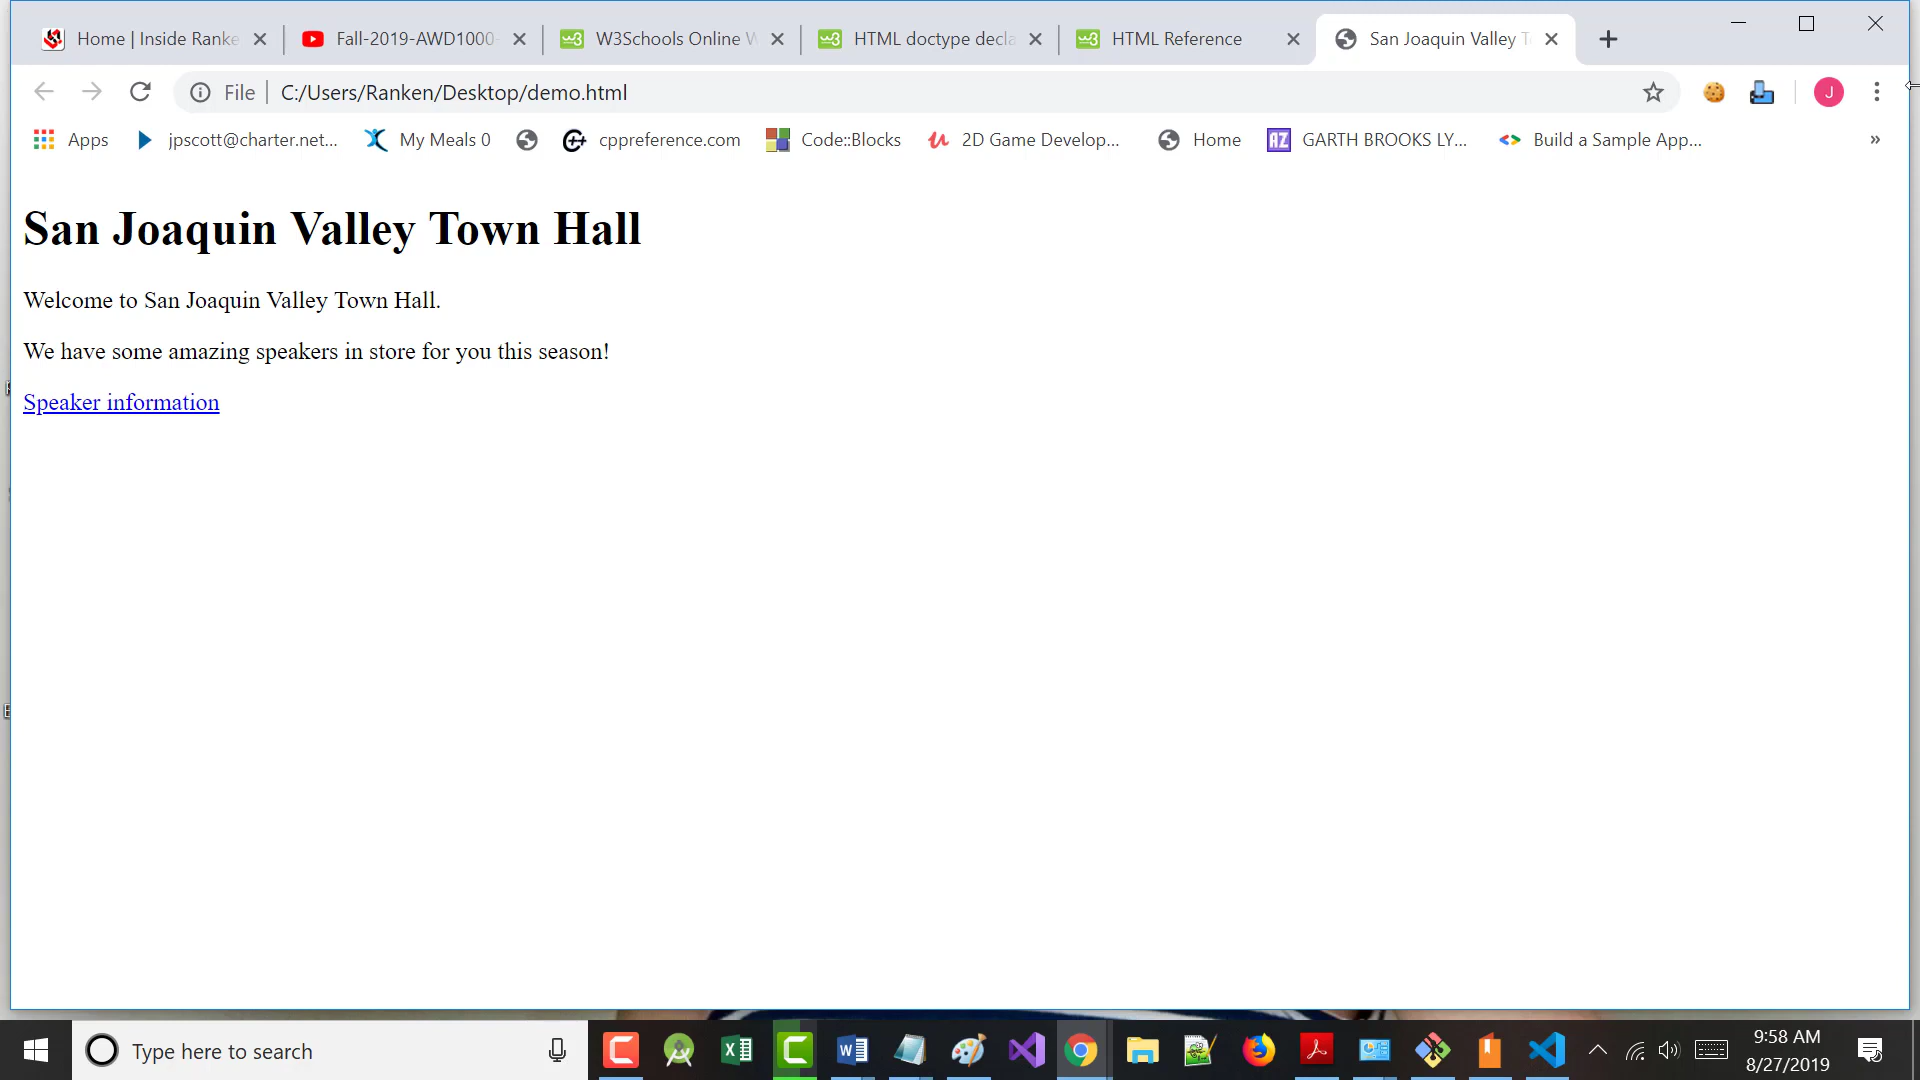 Home | Inside Ranke
Fall-2019-AWD1000-
W3Schools Online W
HTML doctype decla
HTML Reference
San Joaquin Valley T
File
C:/Users/Ranken/Desktop/demo.html
J
Apps
jpscott@charter.net...
My Meals 0
cppreference.com
Code::Blocks
2D Game Develop...
Home
AZ
GARTH BROOKS LY...
Build a Sample App...
»
San Joaquin Valley Town Hall
Welcome to San Joaquin Valley Town Hall.
We have some amazing speakers in store for you this season!
Speaker information
Type here to search
9:58 AM
8/27/2019